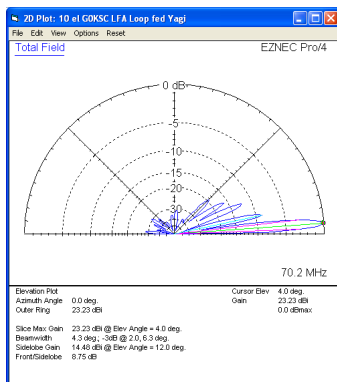 2D Plot: 10 el G0KSC LFA Loop fed Yagi
File Edit View Options Reset
Total Field
EZNEC Pro/4
0 dB
-5
-10
-15
-20
-30
70.2 MHz
Elevation Plot
Cursor Elev 4.0 deg.
Azimuth Angle 0.0 deg.
Gain 23.23 dBi
Outer Ring 23.23 dBi
0.0 dBmax
Slice Max Gain 23.23 dBi @ Elev Angle = 4.0 deg.
Beamwidth 4.3 deg.; -3dB @ 2.0, 6.3 deg.
Sidelobe Gain 14.48 dBi @ Elev Angle = 12.0 deg.
Front/Sidelobe 8.75 dB